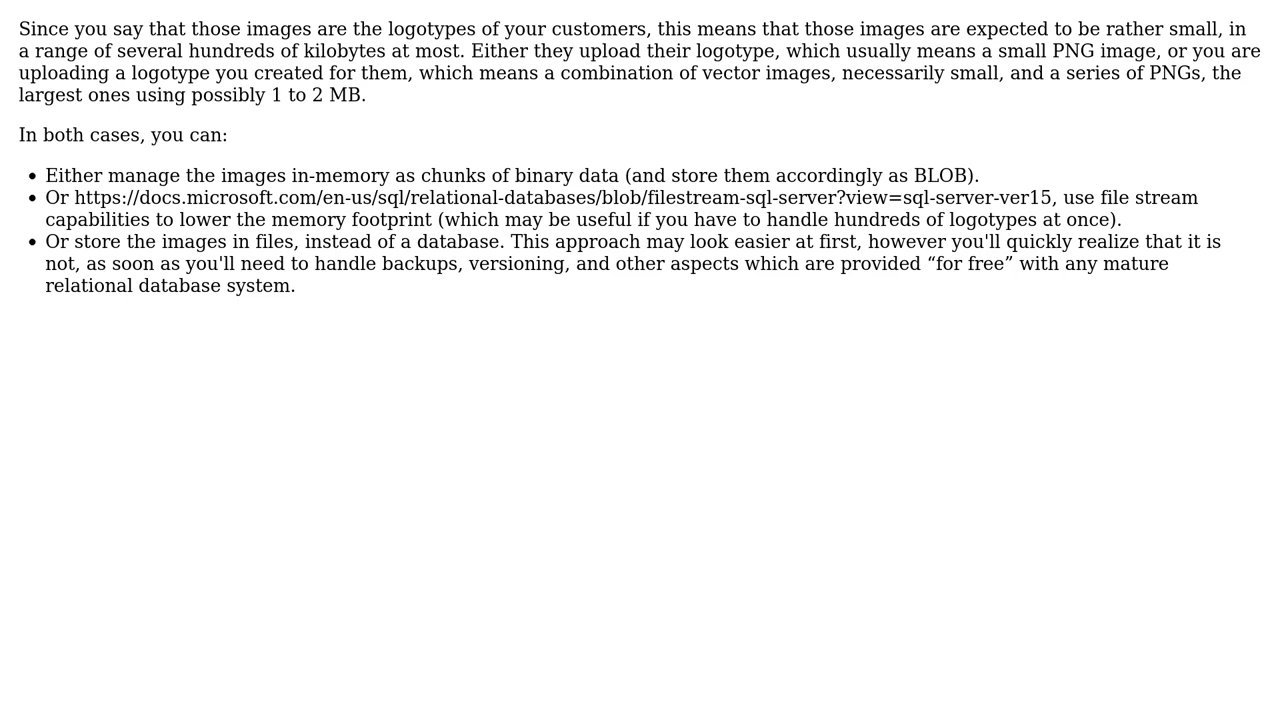 Since you say that those images are the logotypes of your customers, this means that those images are expected to be rather small, in
a range of several hundreds of kilobytes at most. Either they upload their logotype, which usually means a small PNG image, or you are
uploading a logotype you created for them, which means a combination of vector images, necessarily small, and a series of PNGs, the
largest ones using possibly 1 to 2 MB.
In both cases, you can:
• Either manage the images in-memory as chunks of binary data (and store them accordingly as BLOB).
• Or https://docs.microsoft.com/en-us/sql/relational-databases/blob/filestream-sql-server?view=sql-server-ver15, use file stream
capabilities to lower the memory footprint (which may be useful if you have to handle hundreds of logotypes at once).
• Or store the images in files, instead of a database. This approach may look easier at first, however you'll quickly realize that it is
not, as soon as you'll need to handle backups, versioning, and other aspects which are provided “for free” with any mature
relational database system.